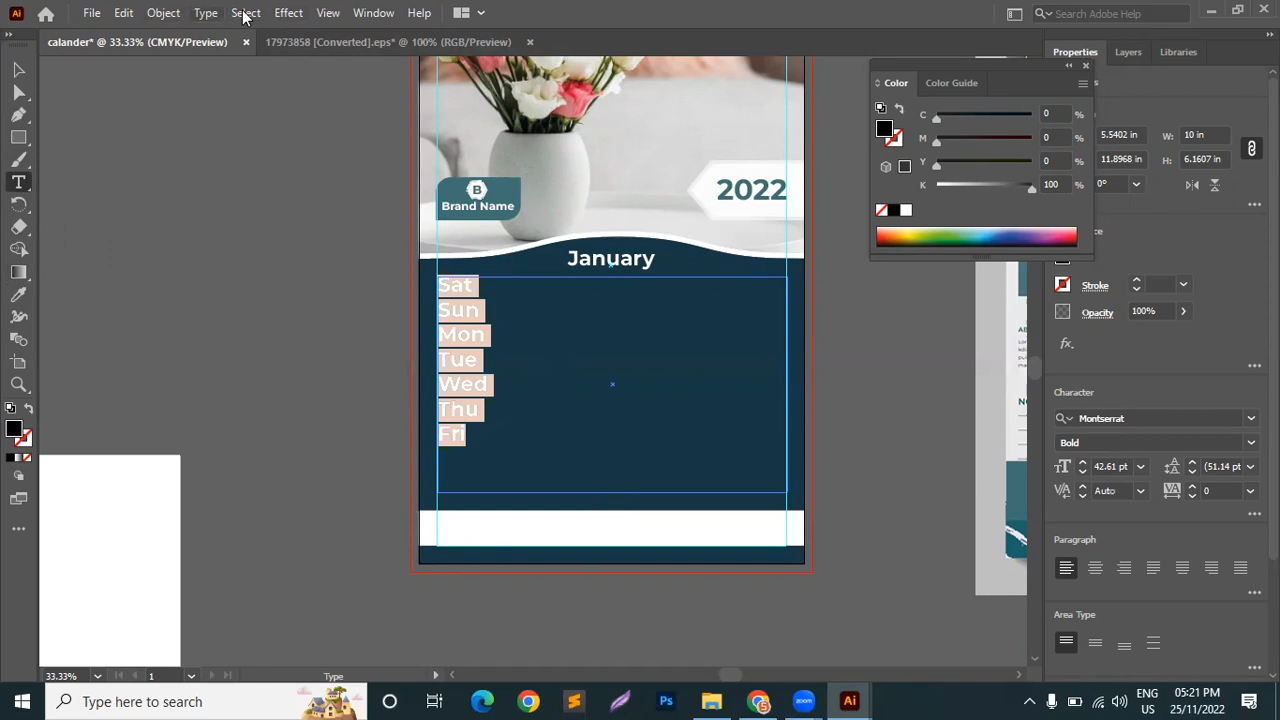 File Edit Object Type Select Effect View Window Help
Search Adobe Help
calander* @ 33.33% (CMYK/Preview) × 17973858 [Converted].eps* @ 100% (RGB/Preview) ×
Properties Layers Libraries
Color Color Guide
C 0 %
M 0 %
Y 0 %
K 100 %
5.5402 in W: 10 in
11.8968 in H: 6.1607 in
0°
Stroke
Opacity 100%
fx.
Character
Montserrat
Bold
42.61 pt (51.14 pt)
Auto 0
Paragraph
Area Type
B
Brand Name
2022
January
Sat
Sun
Mon
Tue
Wed
Thu
Fri
33.33% 1 Type
Type here to search
Ps
Ai
ENG
US
05:21 PM
25/11/2022